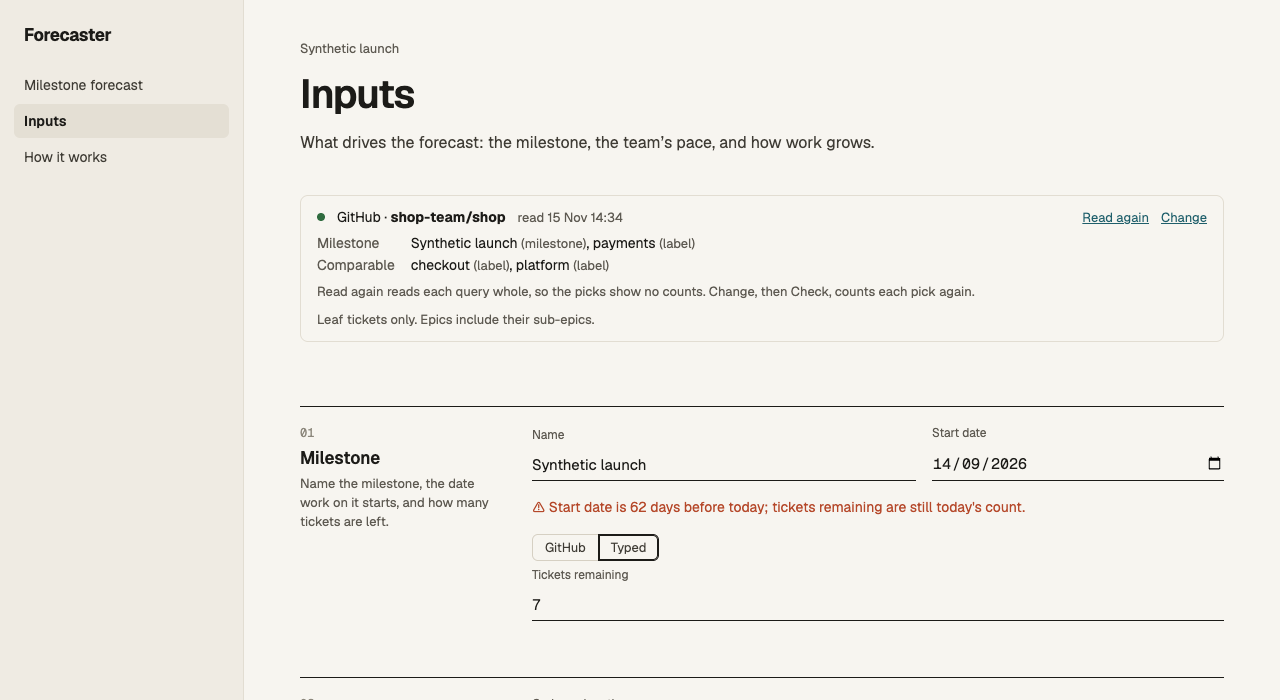 Forecaster
Milestone forecast
Inputs
How it works
Synthetic launch
Inputs
What drives the forecast: the milestone, the team’s pace, and how work grows.
GitHub · shop-team/shop read 15 Nov 14:34 Read again Change
Milestone Synthetic launch (milestone), payments (label)
Comparable checkout (label), platform (label)
Read again reads each query whole, so the picks show no counts. Change, then Check, counts each pick again.
Leaf tickets only. Epics include their sub-epics.
01
Milestone
Name the milestone, the date
work on it starts, and how many
tickets are left.
Name
Synthetic launch
Start date
14/09/2026
Start date is 62 days before today; tickets remaining are still today's count.
GitHub Typed
Tickets remaining
7